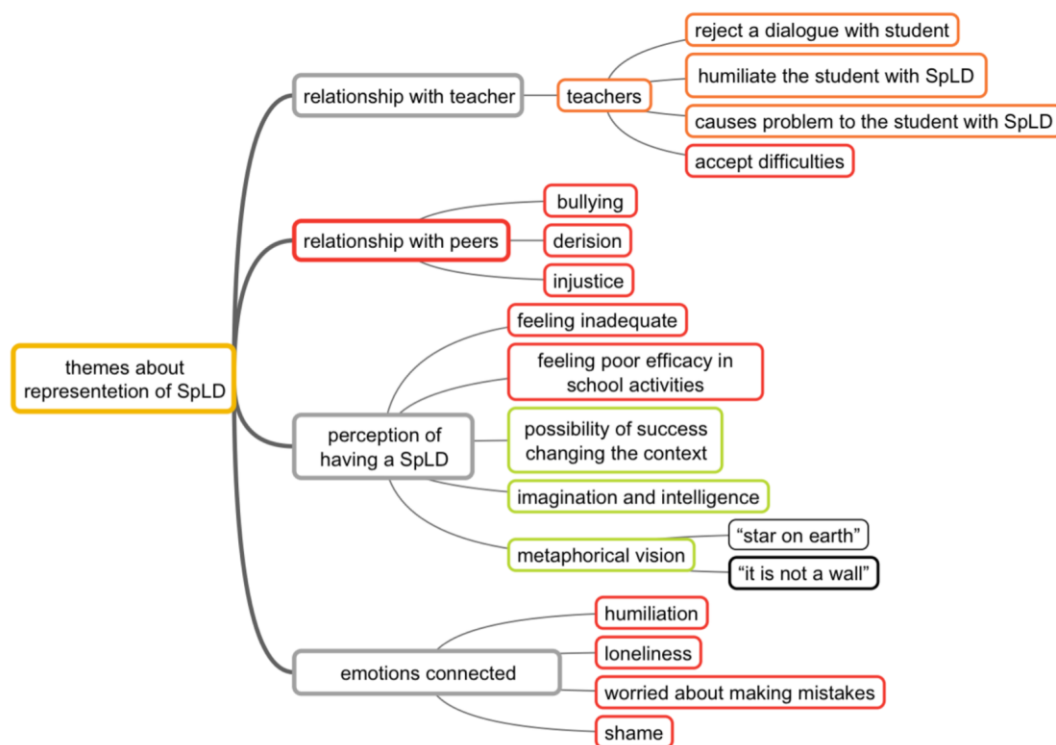 themes about
representetion of SpLD
relationship with teacher
teachers
reject a dialogue with student
humiliate the student with SpLD
causes problem to the student with SpLD
accept difficulties
relationship with peers
bullying
derision
injustice
perception of
having a SpLD
feeling inadequate
feeling poor efficacy in
school activities
possibility of success
changing the context
imagination and intelligence
metaphorical vision
“star on earth”
“it is not a wall”
emotions connected
humiliation
loneliness
worried about making mistakes
shame